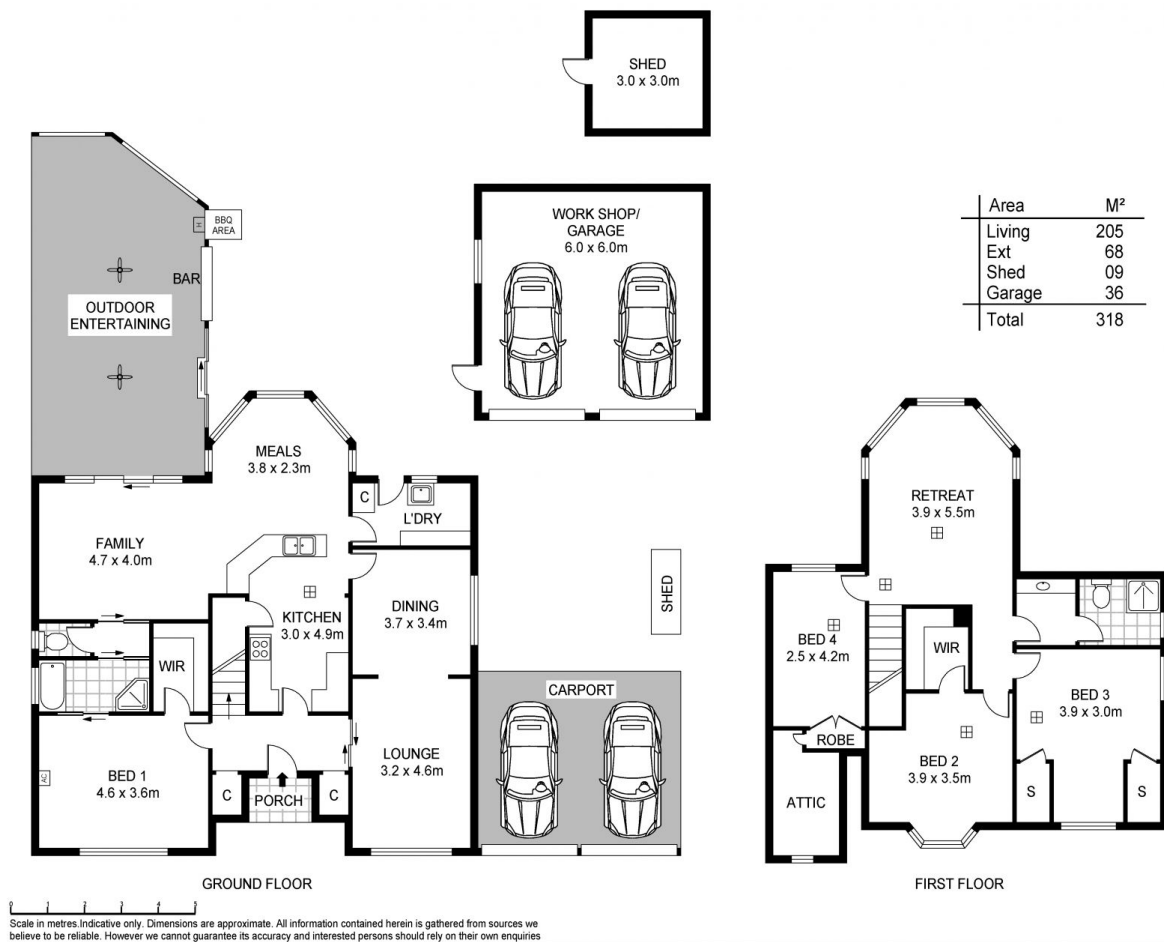 SHED
3.0 x 3.0m
WORK SHOP/
GARAGE
6.0 x 6.0m
Area M²
Living 205
Ext 68
Shed 09
Garage 36
Total 318
H
BBQ
AREA
BAR
OUTDOOR
ENTERTAINING
MEALS
3.8 x 2.3m
C
L'DRY
FAMILY
4.7 x 4.0m
KITCHEN
3.0 x 4.9m
DINING
3.7 x 3.4m
SHED
WIR
CARPORT
LOUNGE
3.2 x 4.6m
AC
BED 1
4.6 x 3.6m
C
PORCH
C
GROUND FLOOR
RETREAT
3.9 x 5.5m
BED 4
2.5 x 4.2m
WIR
BED 3
3.9 x 3.0m
ROBE
BED 2
3.9 x 3.5m
ATTIC
S
S
FIRST FLOOR
0 1 2 3 4 5
Scale in metres.Indicative only. Dimensions are approximate. All information contained herein is gathered from sources we
believe to be reliable. However we cannot guarantee its accuracy and interested persons should rely on their own enquiries